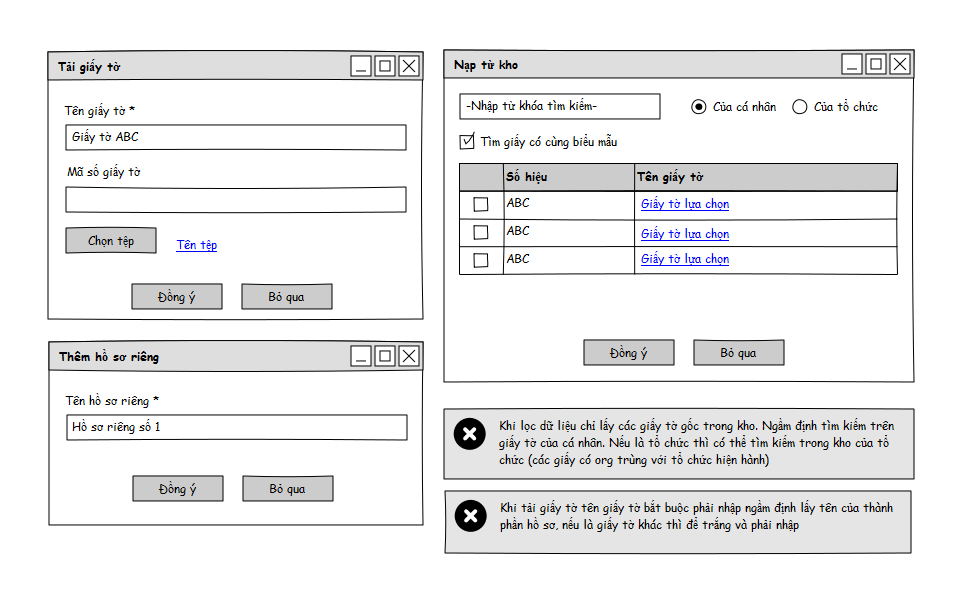 Tải giấy tờ
Tên giấy tờ *
Giấy tờ ABC
Mã số giấy tờ
Chọn tệp
Tên tệp
Đồng ý
Bỏ qua
Thêm hồ sơ riêng
Tên hồ sơ riêng *
Hồ sơ riêng số 1
Đồng ý
Bỏ qua
Nạp từ kho
-Nhập từ khóa tìm kiếm-
Của cá nhân
Của tổ chức
Tìm giấy có cùng biểu mẫu
Số hiệu
Tên giấy tờ
ABC
Giấy tờ lựa chọn
ABC
Giấy tờ lựa chọn
ABC
Giấy tờ lựa chọn
Đồng ý
Bỏ qua
Khi lọc dữ liệu chỉ lấy các giấy tờ gốc trong kho. Ngầm định tìm kiếm trên
giấy tờ của cá nhân. Nếu là tổ chức thì có thể tìm kiếm trong kho của tổ
chức (các giấy có org trùng với tổ chức hiện hành)
Khi tải giấy tờ tên giấy tờ bắt buộc phải nhập ngầm định lấy tên của thành
phần hồ sơ, nếu là giấy tờ khác thì để trắng và phải nhập